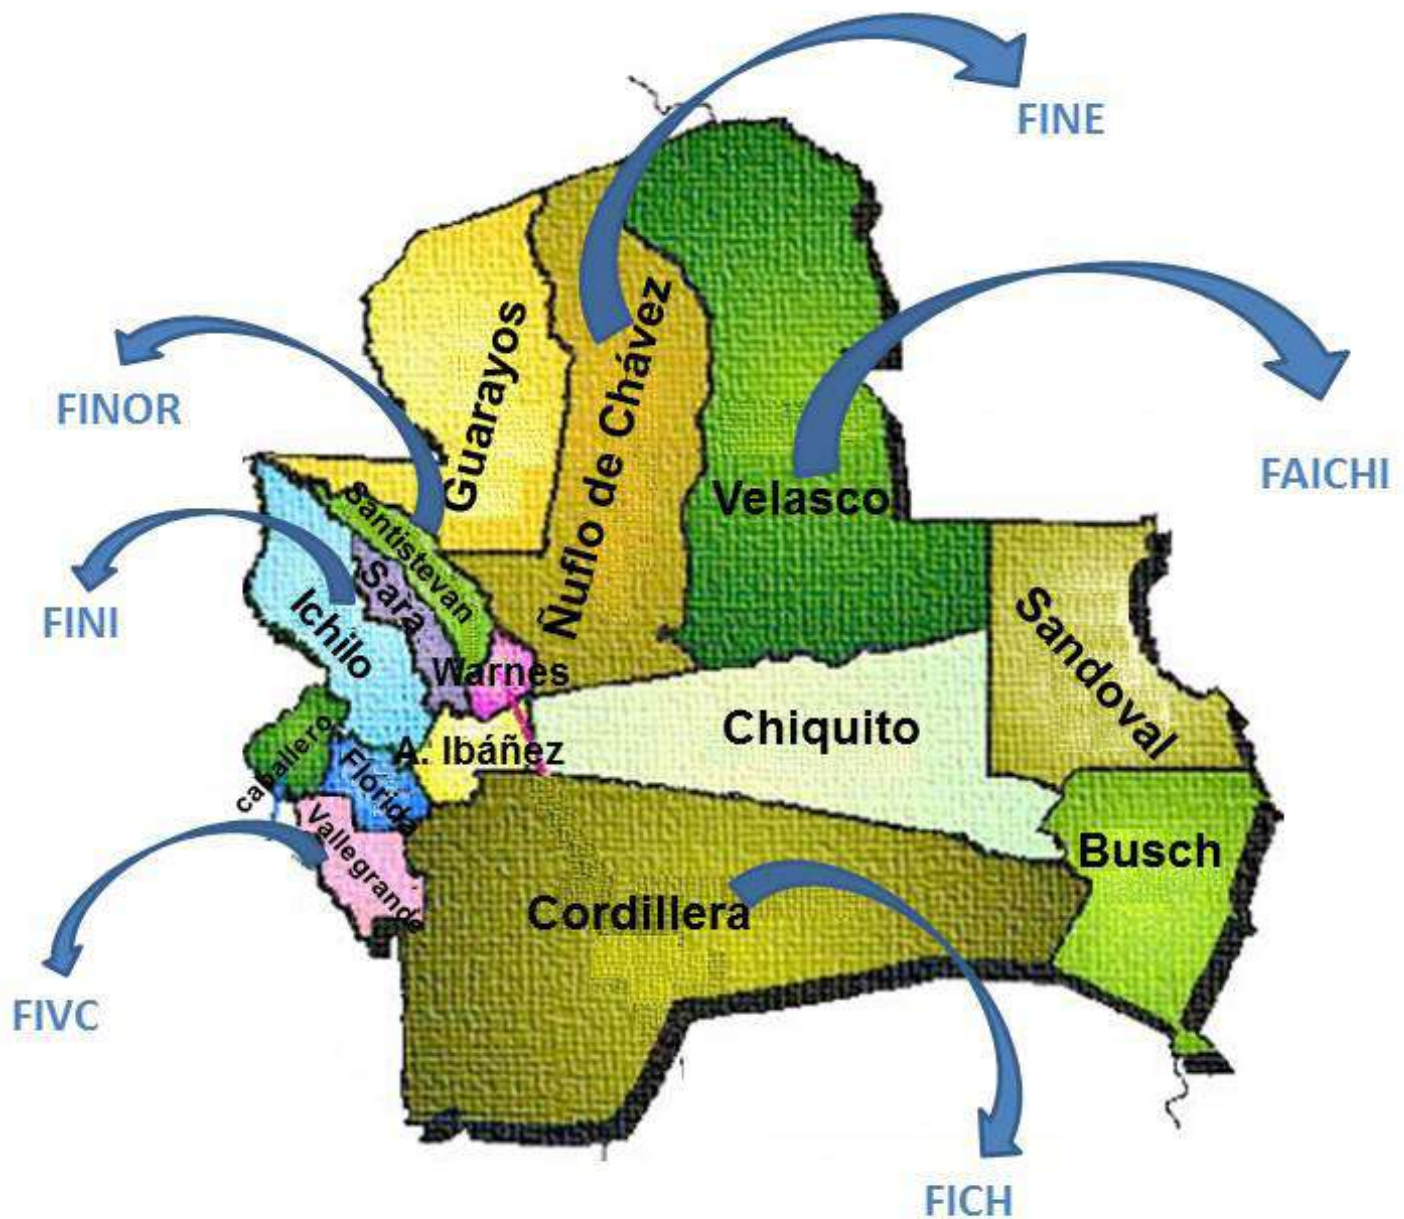 FINE
Guarayos
Ñuflo de Chávez
FINOR
FAICHI
Velasco
Santistevan
Sara
FINI
Ichilo
Sandoval
Warnes
Chiquito
A. Ibáñez
caballero
Florida
Vallegrande
Busch
Cordillera
FIVC
FICH